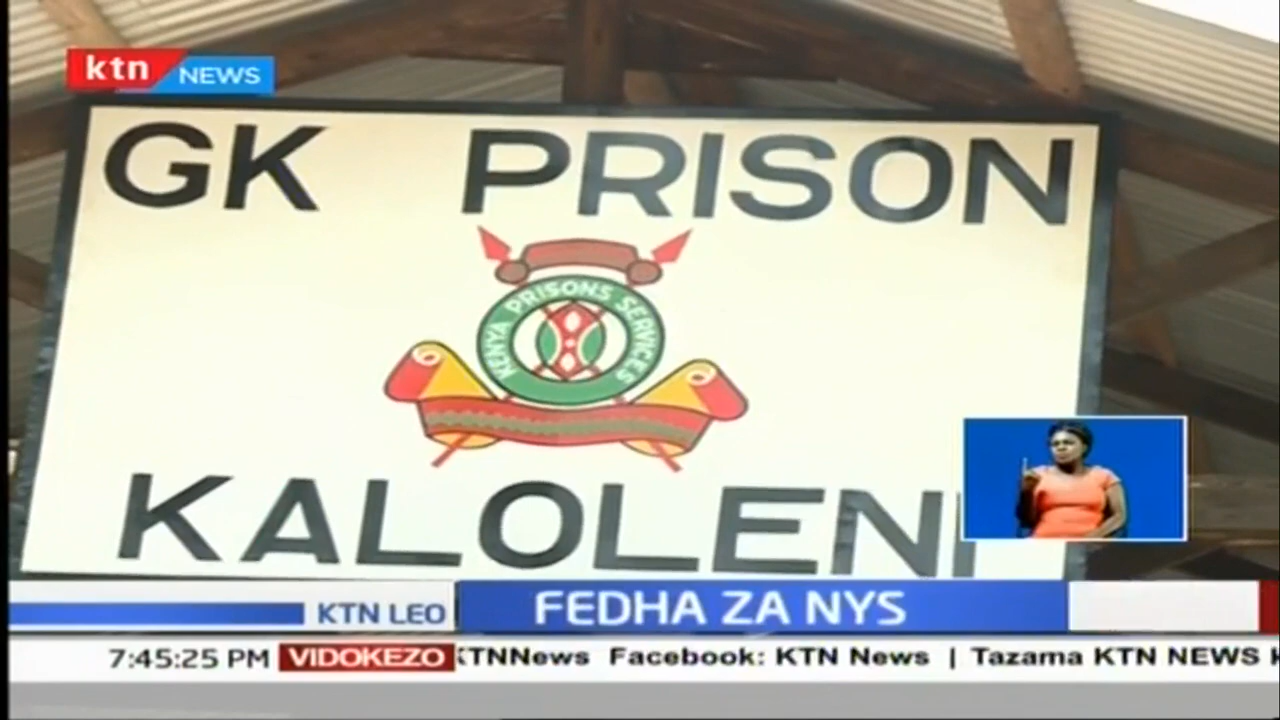 ktn NEWS
GK PRISON
KENYA PRISONS SERVICES
KALOLENI
KTN LEO
FEDHA ZA NYS
7:45:25 PM
VIDOKEZO
KTNNews Facebook: KTN News | Tazama KTN NEWS